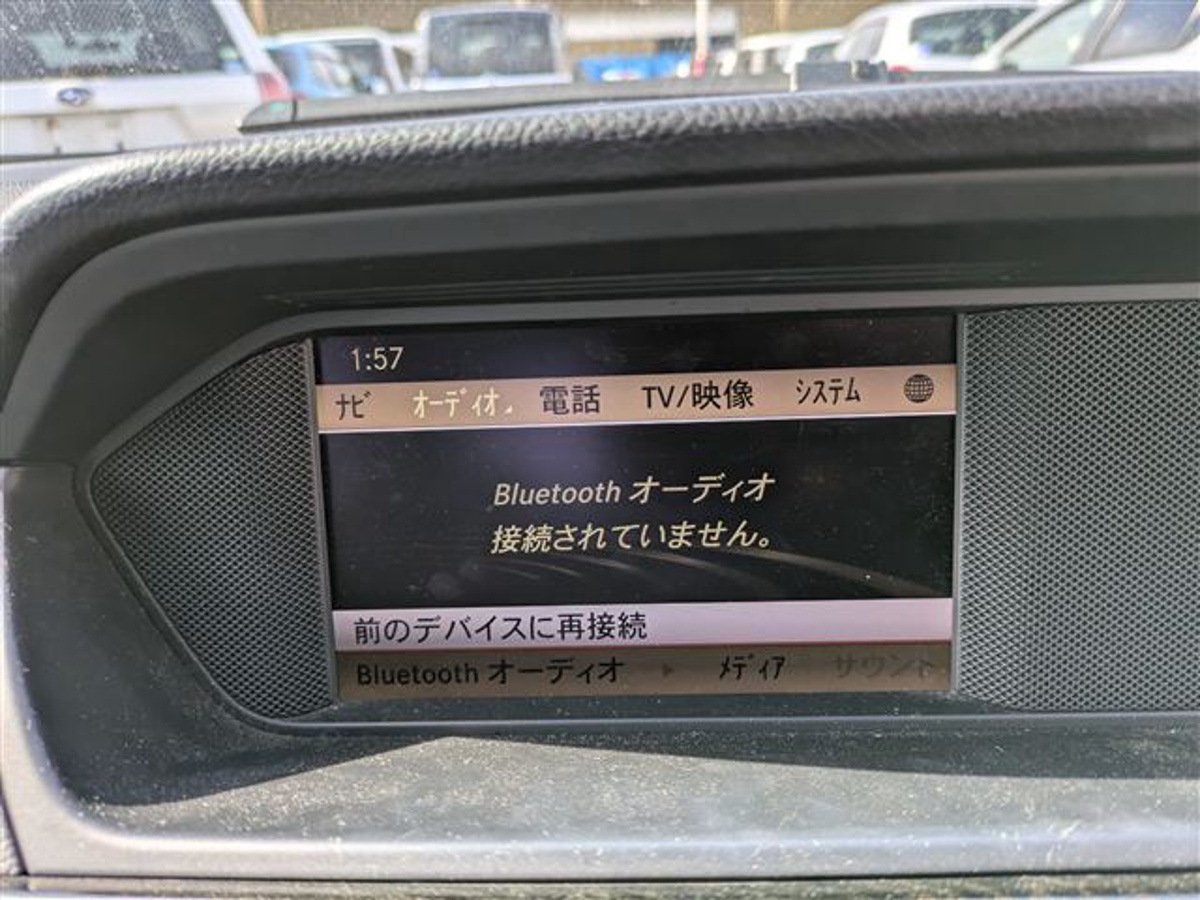 1:57
ナビ オーディオ 電話 TV/映像 システム
Bluetooth オーディオ
接続されていません。
前のデバイスに再接続
Bluetooth オーディオ メディア サウンド